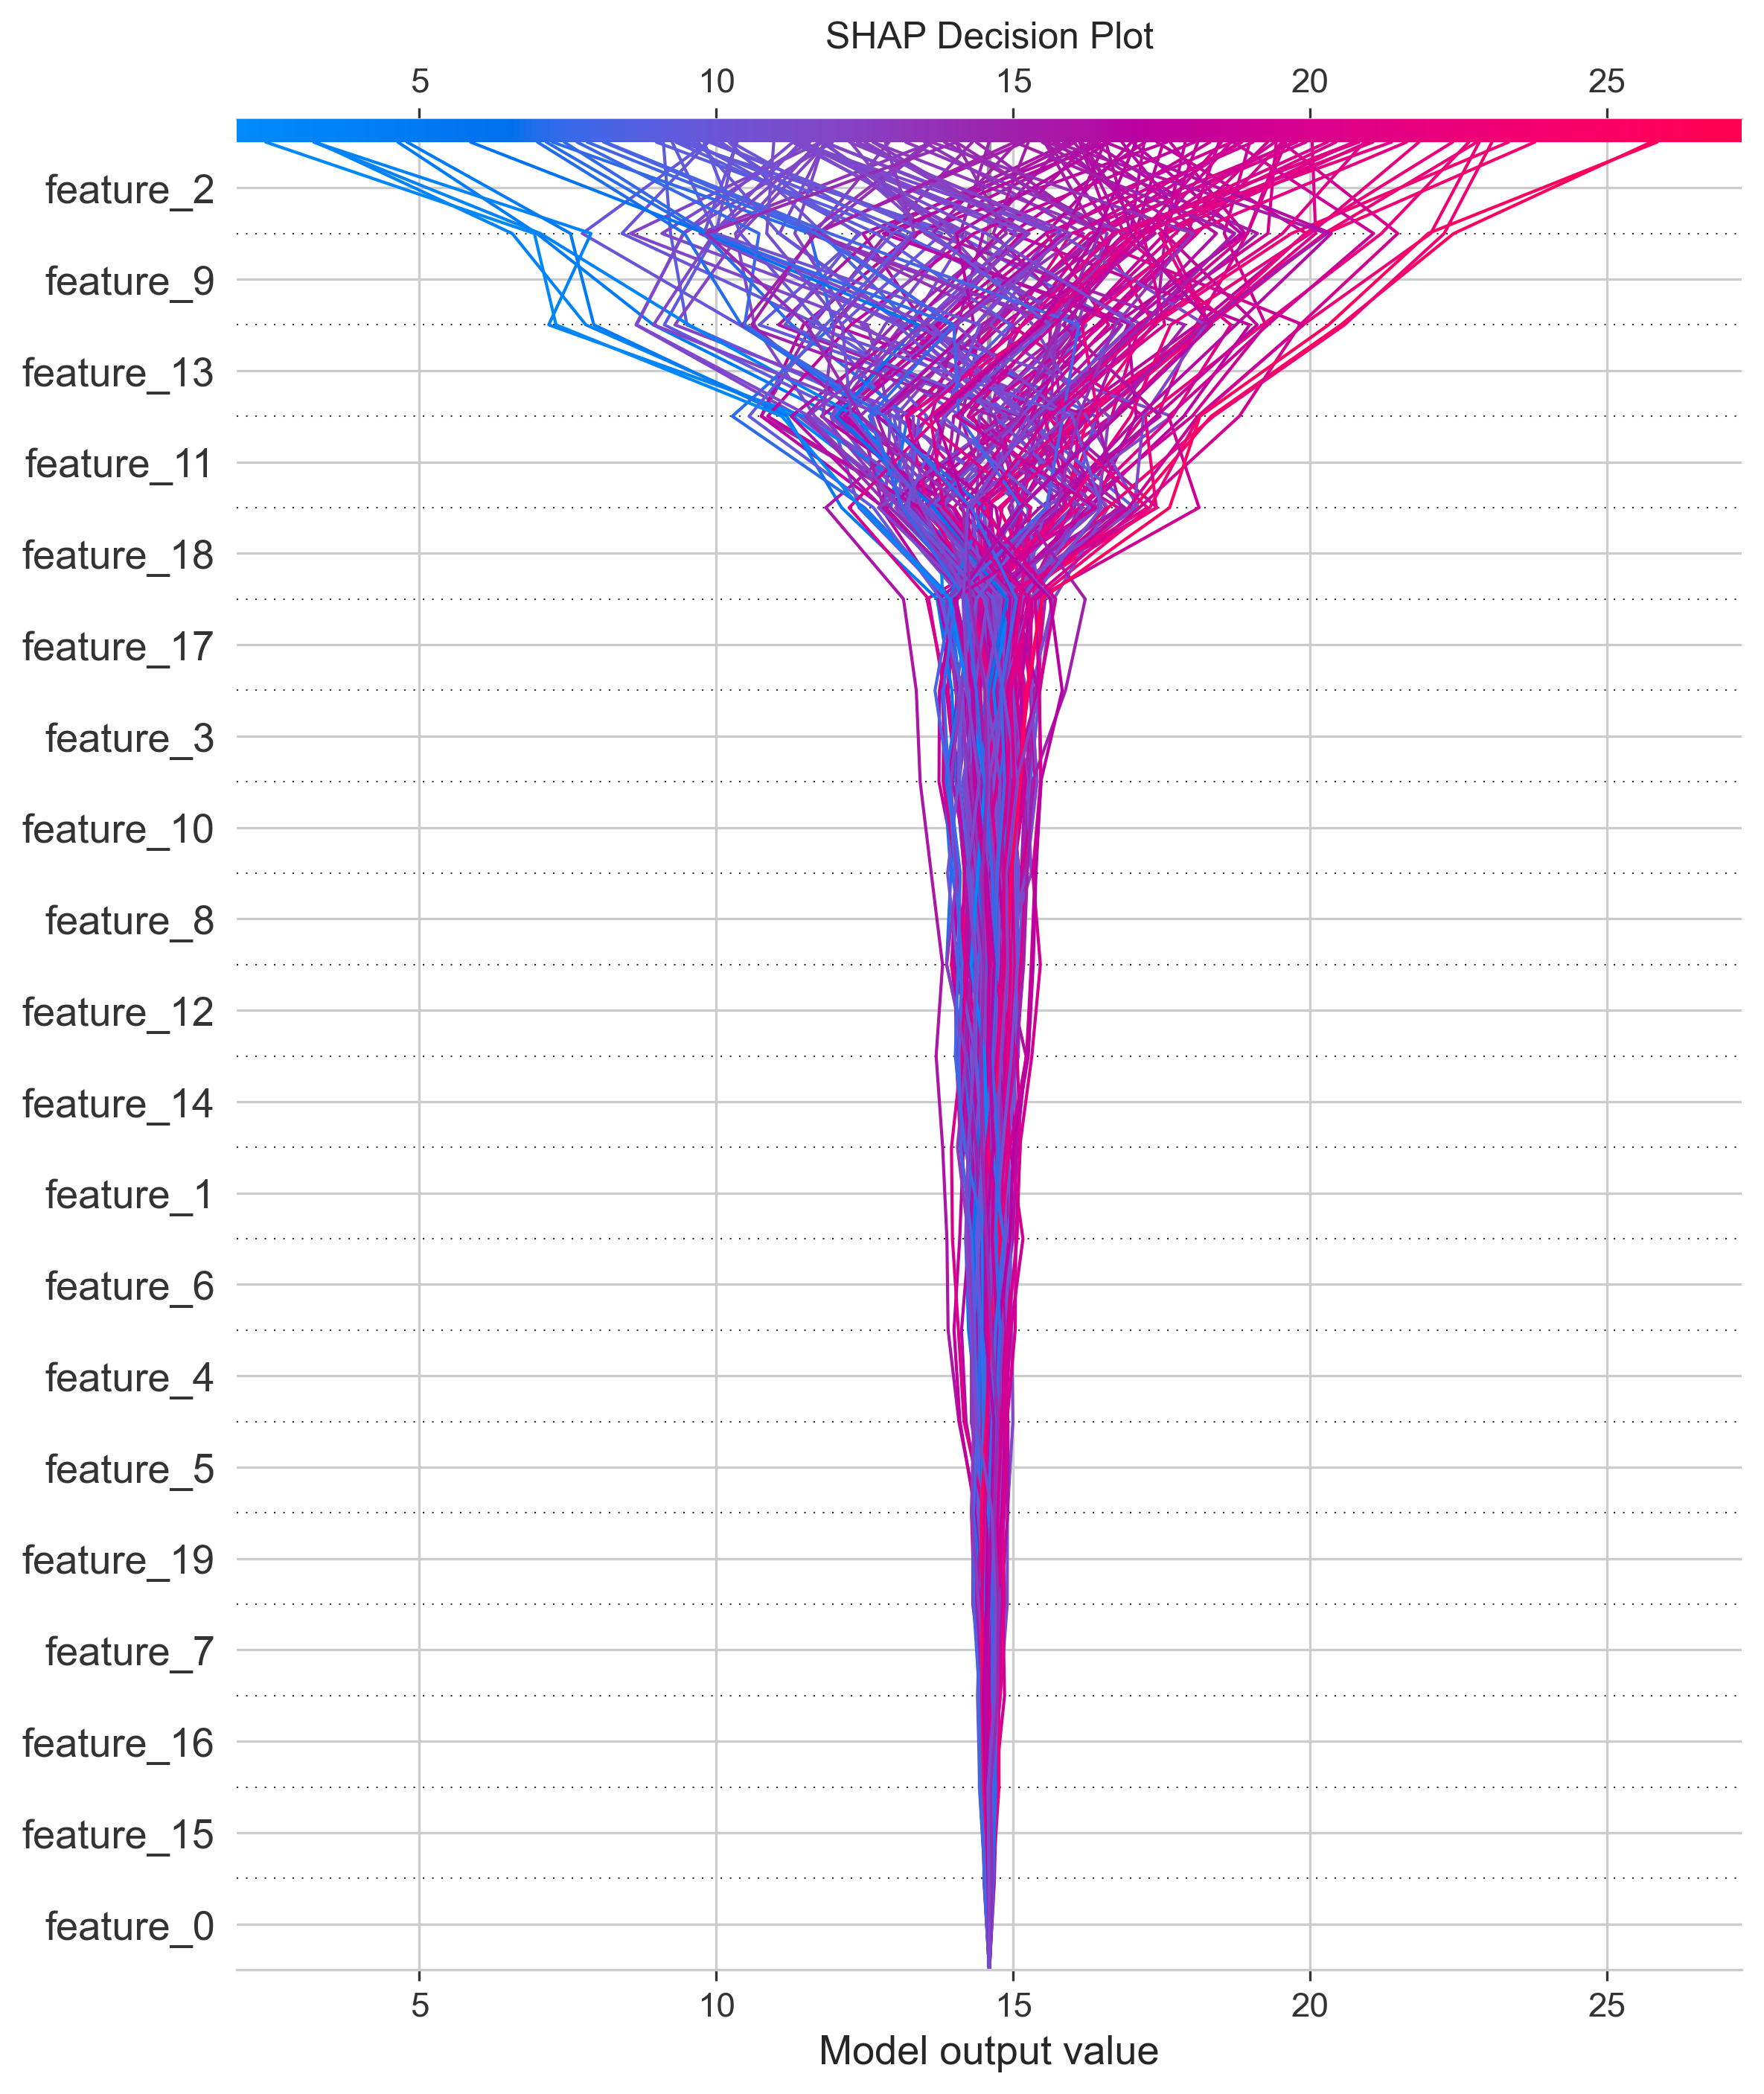 SHAP Decision Plot
5 10 15 20 25
feature_2
feature_9
feature_13
feature_11
feature_18
feature_17
feature_3
feature_10
feature_8
feature_12
feature_14
feature_1
feature_6
feature_4
feature_5
feature_19
feature_7
feature_16
feature_15
feature_0
5 10 15 20 25
Model output value